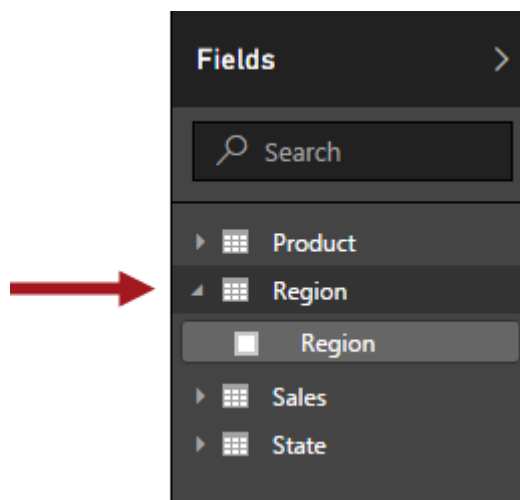 Fields
Search
Product
Region
Region
Sales
State